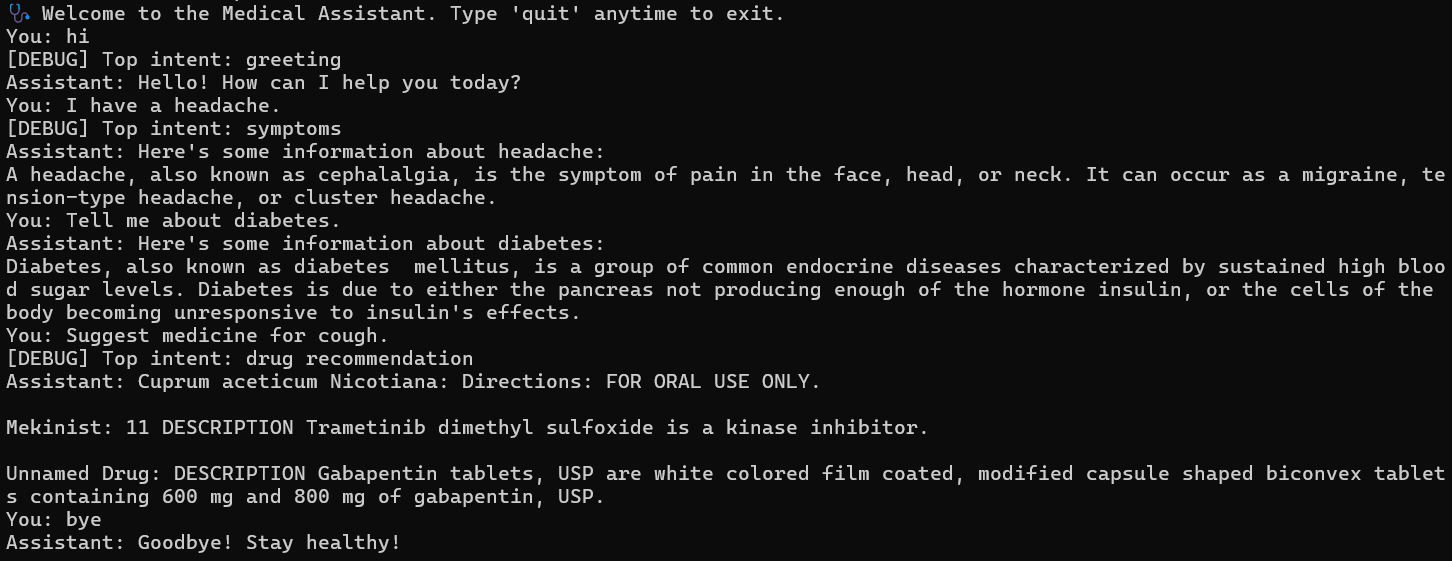 🩺 Welcome to the Medical Assistant. Type 'quit' anytime to exit.
You: hi
[DEBUG] Top intent: greeting
Assistant: Hello! How can I help you today?
You: I have a headache.
[DEBUG] Top intent: symptoms
Assistant: Here's some information about headache:
A headache, also known as cephalalgia, is the symptom of pain in the face, head, or neck. It can occur as a migraine, te
nsion-type headache, or cluster headache.
You: Tell me about diabetes.
Assistant: Here's some information about diabetes:
Diabetes, also known as diabetes  mellitus, is a group of common endocrine diseases characterized by sustained high bloo
d sugar levels. Diabetes is due to either the pancreas not producing enough of the hormone insulin, or the cells of the
body becoming unresponsive to insulin's effects.
You: Suggest medicine for cough.
[DEBUG] Top intent: drug recommendation
Assistant: Cuprum aceticum Nicotiana: Directions: FOR ORAL USE ONLY.
Mekinist: 11 DESCRIPTION Trametinib dimethyl sulfoxide is a kinase inhibitor.
Unnamed Drug: DESCRIPTION Gabapentin tablets, USP are white colored film coated, modified capsule shaped biconvex tablet
s containing 600 mg and 800 mg of gabapentin, USP.
You: bye
Assistant: Goodbye! Stay healthy!